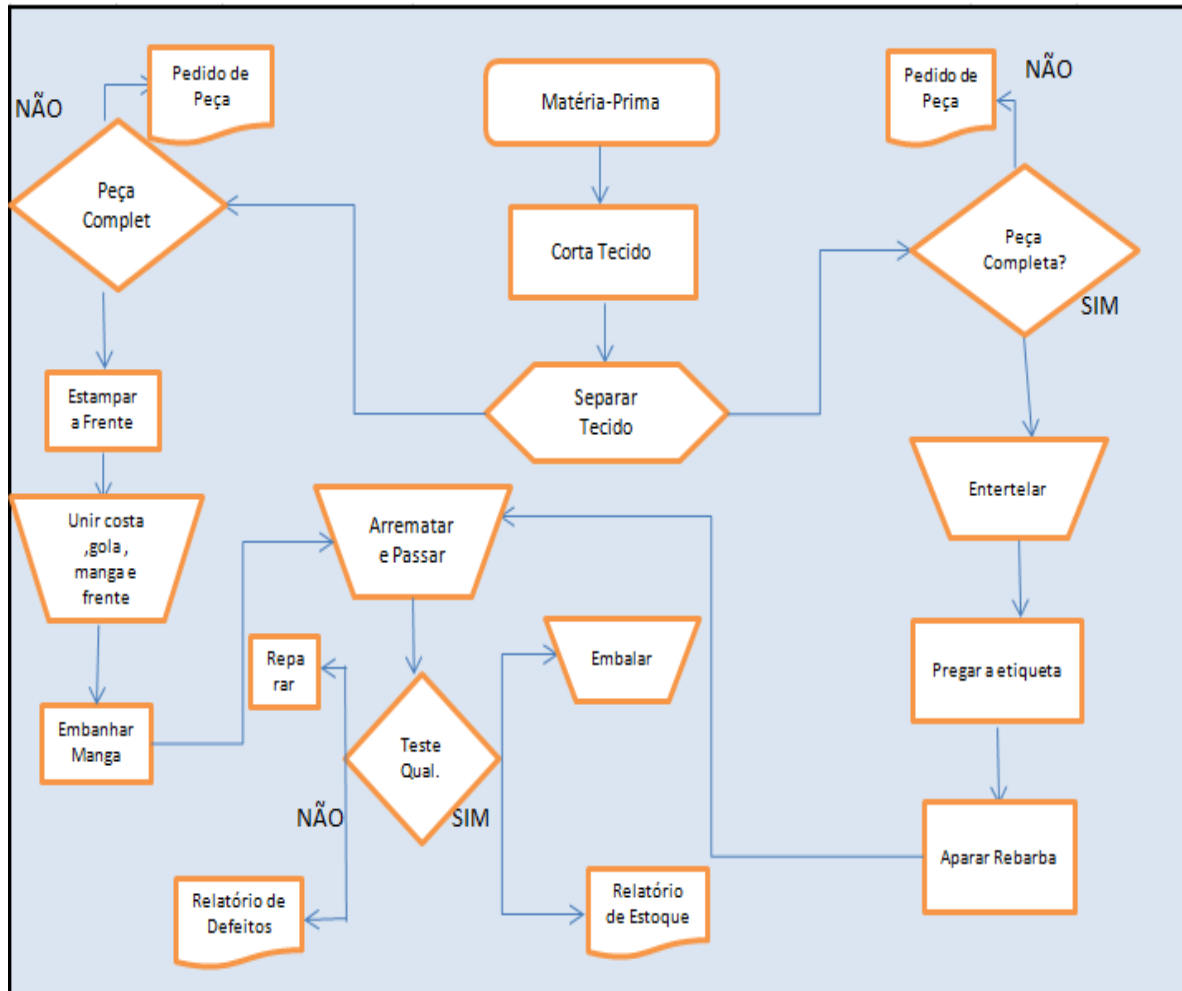 Pedido de
Peça
NÃO
Peça
Complet
Matéria-Prima
Corta Tecido
Separar
Tecido
Pedido de
Peça
NÃO
Peça
Completa?
SIM
Estampar
a Frente
Unir costa
,gola ,
manga e
frente
Embanhar
Manga
Arrematar
e Passar
Repa
rar
Teste
Qual.
NÃO
SIM
Embalar
Relatório de
Defeitos
Relatório
de Estoque
Entertelar
Pregar a etiqueta
Aparar Rebarba